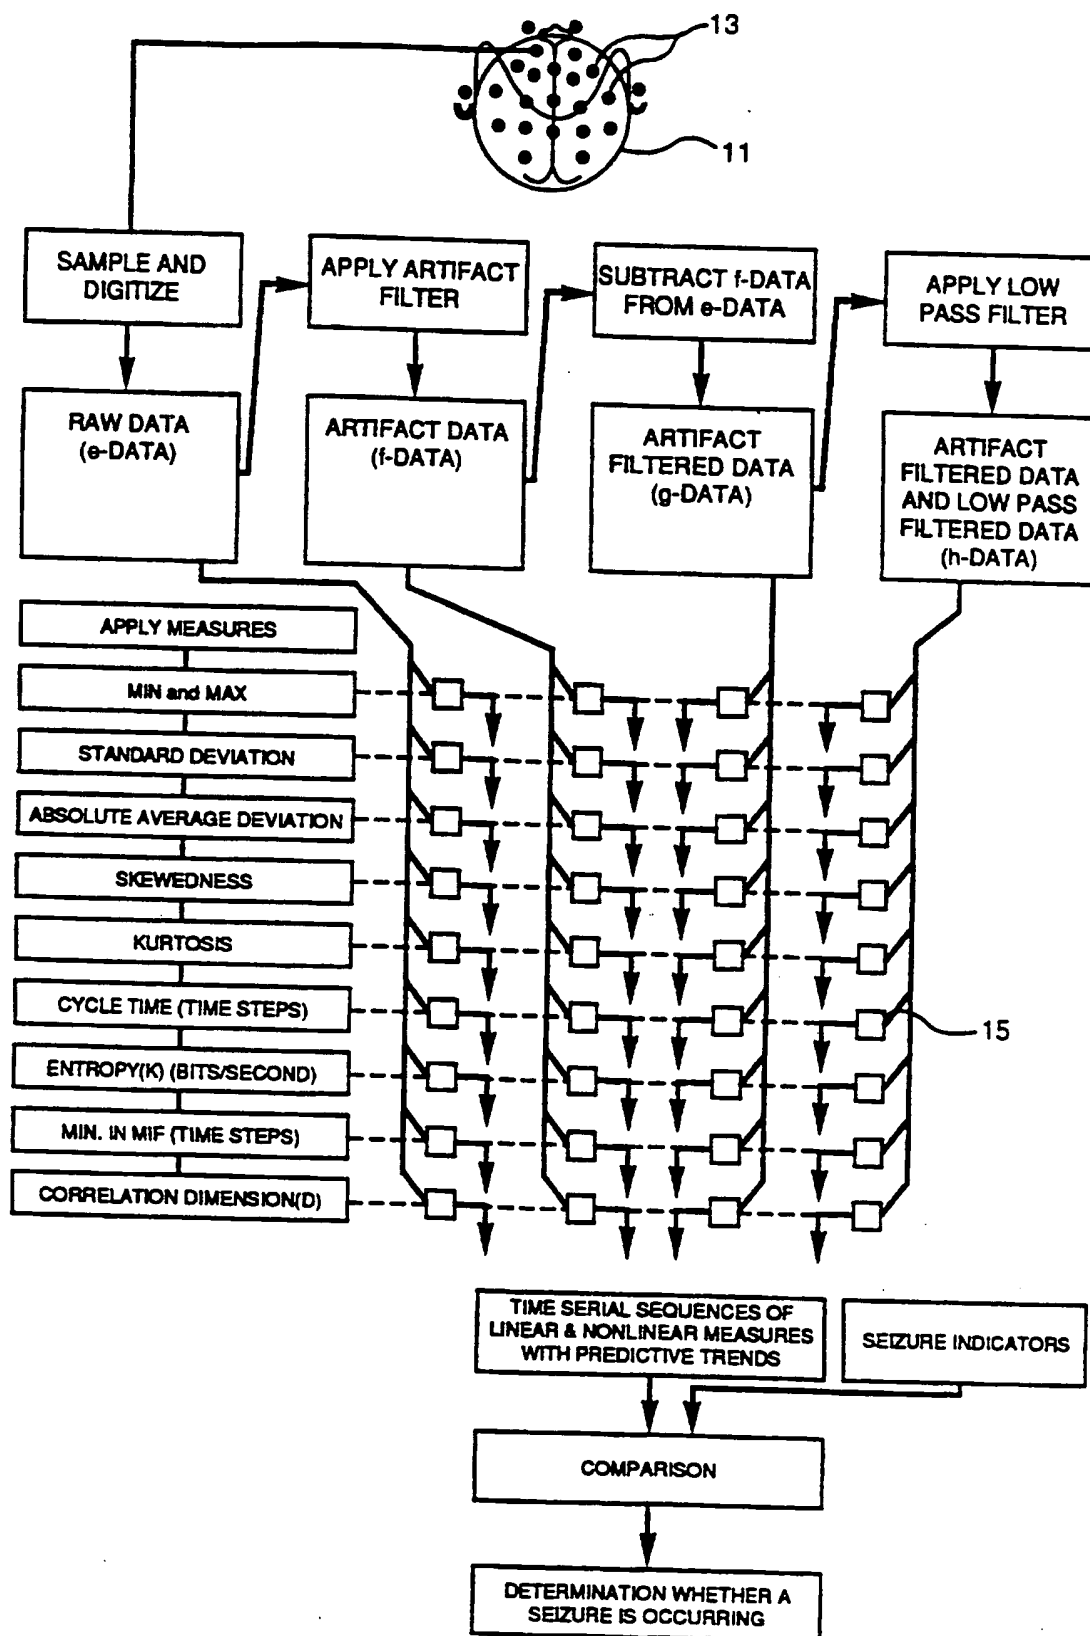 13
11
SAMPLE AND
DIGITIZE
APPLY ARTIFACT
FILTER
SUBTRACT f-DATA
FROM e-DATA
APPLY LOW
PASS FILTER
RAW DATA
(e-DATA)
ARTIFACT DATA
(f-DATA)
ARTIFACT
FILTERED DATA
(g-DATA)
ARTIFACT
FILTERED DATA
AND LOW PASS
FILTERED DATA
(h-DATA)
APPLY MEASURES
MIN and MAX
STANDARD DEVIATION
ABSOLUTE AVERAGE DEVIATION
SKEWEDNESS
KURTOSIS
CYCLE TIME (TIME STEPS)
15
ENTROPY(K) (BITS/SECOND)
MIN. IN MIF (TIME STEPS)
CORRELATION DIMENSION(D)
TIME SERIAL SEQUENCES OF
LINEAR & NONLINEAR MEASURES
WITH PREDICTIVE TRENDS
SEIZURE INDICATORS
COMPARISON
DETERMINATION WHETHER A
SEIZURE IS OCCURRING